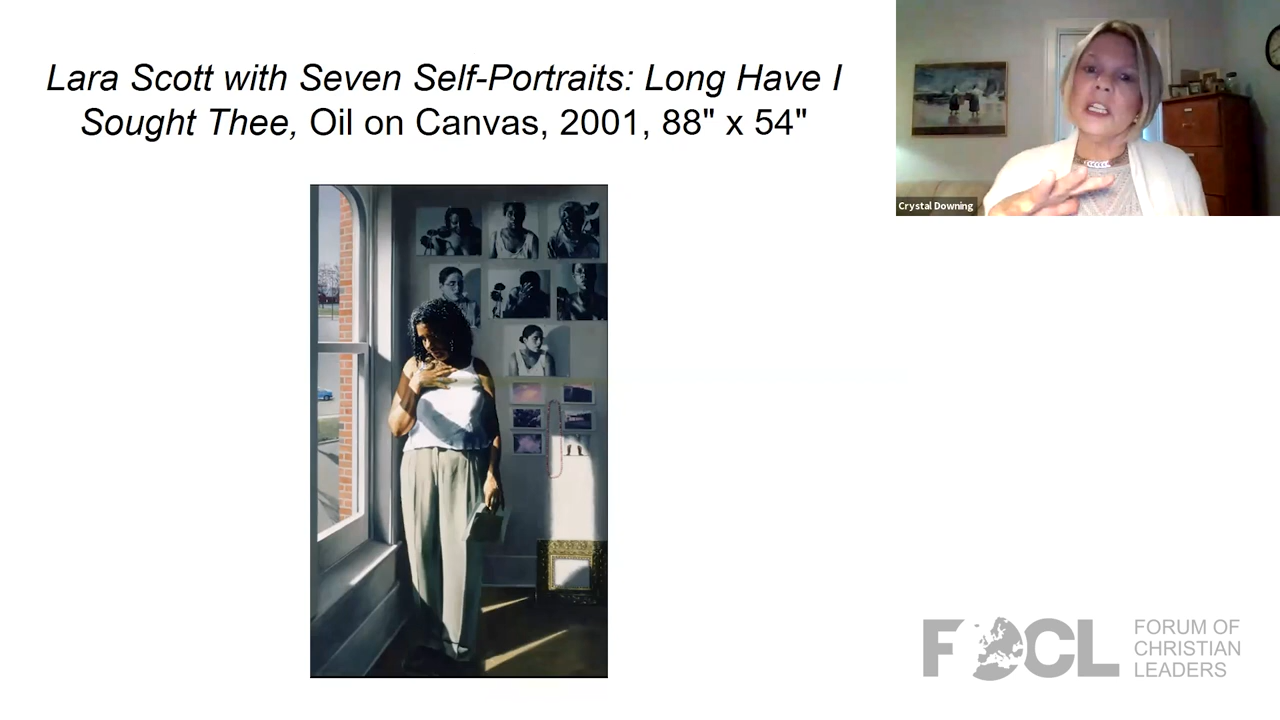 Lara Scott with Seven Self-Portraits: Long Have I
Sought Thee, Oil on Canvas, 2001, 88" x 54"
Crystal Downing
FOCL
FORUM OF
CHRISTIAN
LEADERS